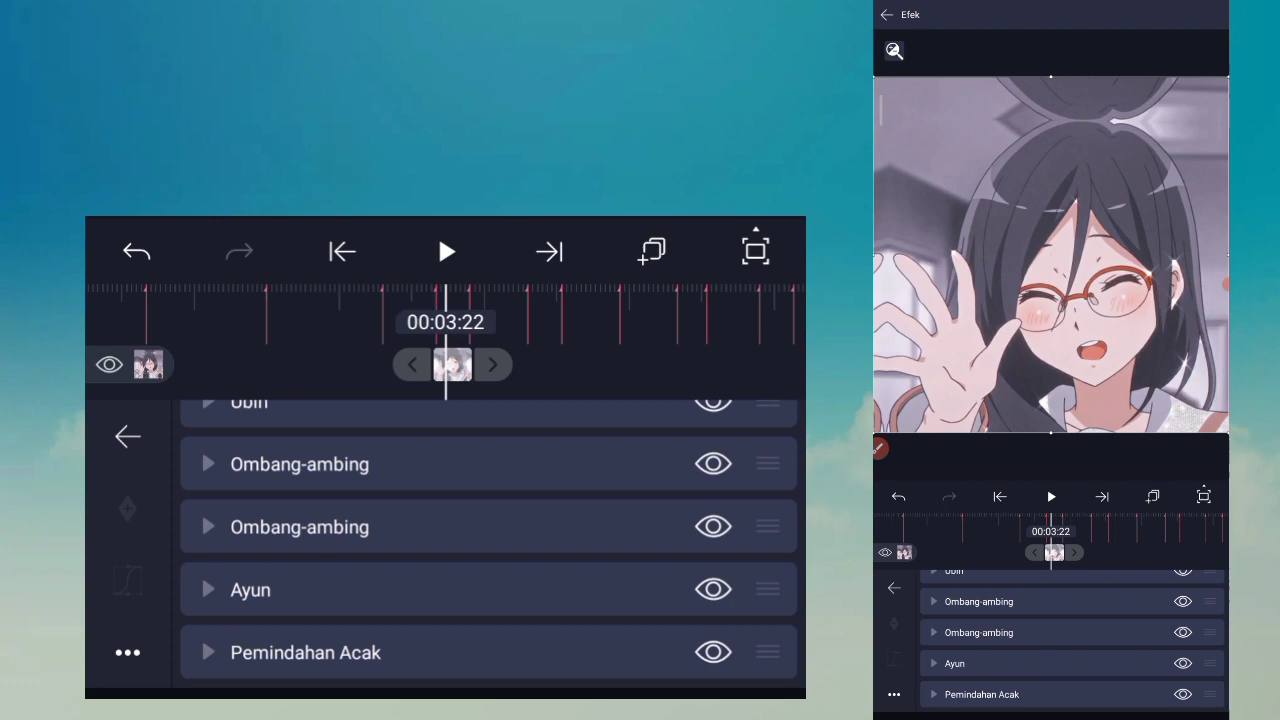 Efek
00:03:22
Ubin
Ombang-ambing
Ombang-ambing
Ayun
Pemindahan Acak
00:03:22
Ubin
Ombang-ambing
Ombang-ambing
Ayun
Pemindahan Acak